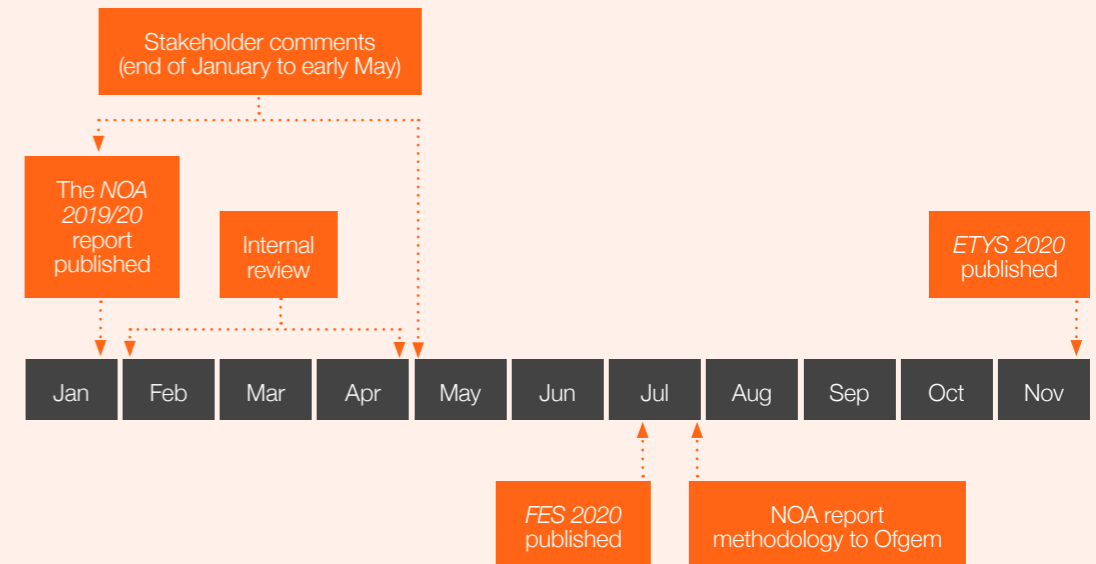 Stakeholder comments
(end of January to early May)
The NOA
2019/20
report
published
Internal
review
ETYS 2020
published
Jan
Feb
Mar
Apr
May
Jun
Jul
Aug
Sep
Oct
Nov
FES 2020
published
NOA report
methodology to Ofgem